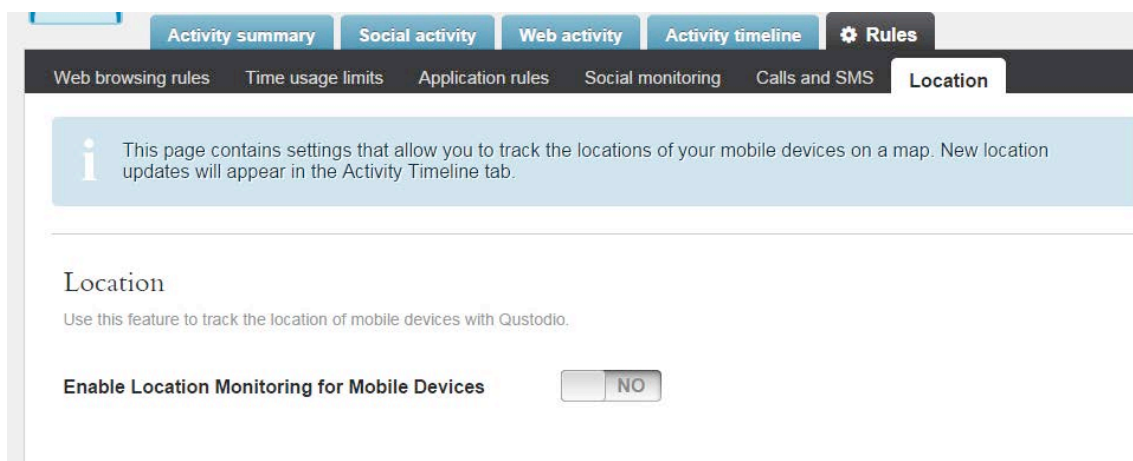 Activity summary Social activity Web activity Activity timeline Rules
Web browsing rules Time usage limits Application rules Social monitoring Calls and SMS Location
This page contains settings that allow you to track the locations of your mobile devices on a map. New location
updates will appear in the Activity Timeline tab.
Location
Use this feature to track the location of mobile devices with Qustodio.
Enable Location Monitoring for Mobile Devices NO